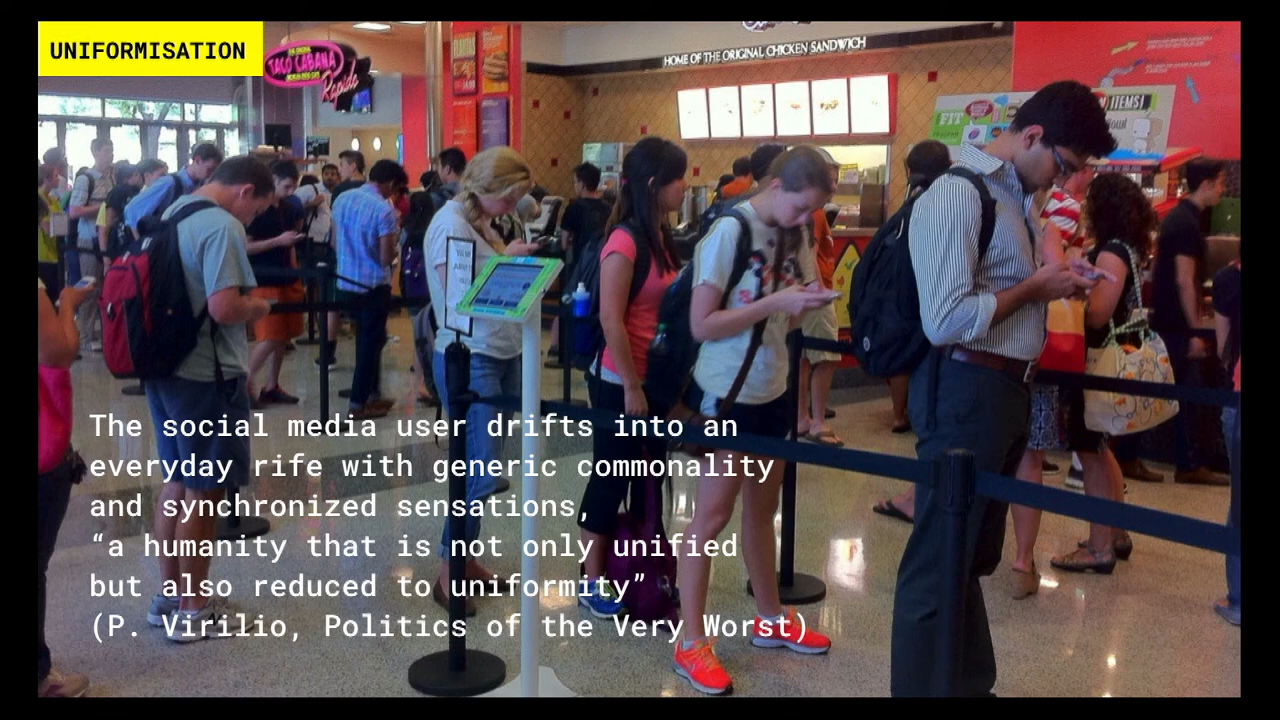 UNIFORMISATION
TACO CABANA
Rapido
HOME OF THE ORIGINAL CHICKEN SANDWICH
FIT
ITEMS!
The social media user drifts into an
everyday rife with generic commonality
and synchronized sensations,
“a humanity that is not only unified
but also reduced to uniformity”
(P. Virilio, Politics of the Very Worst)